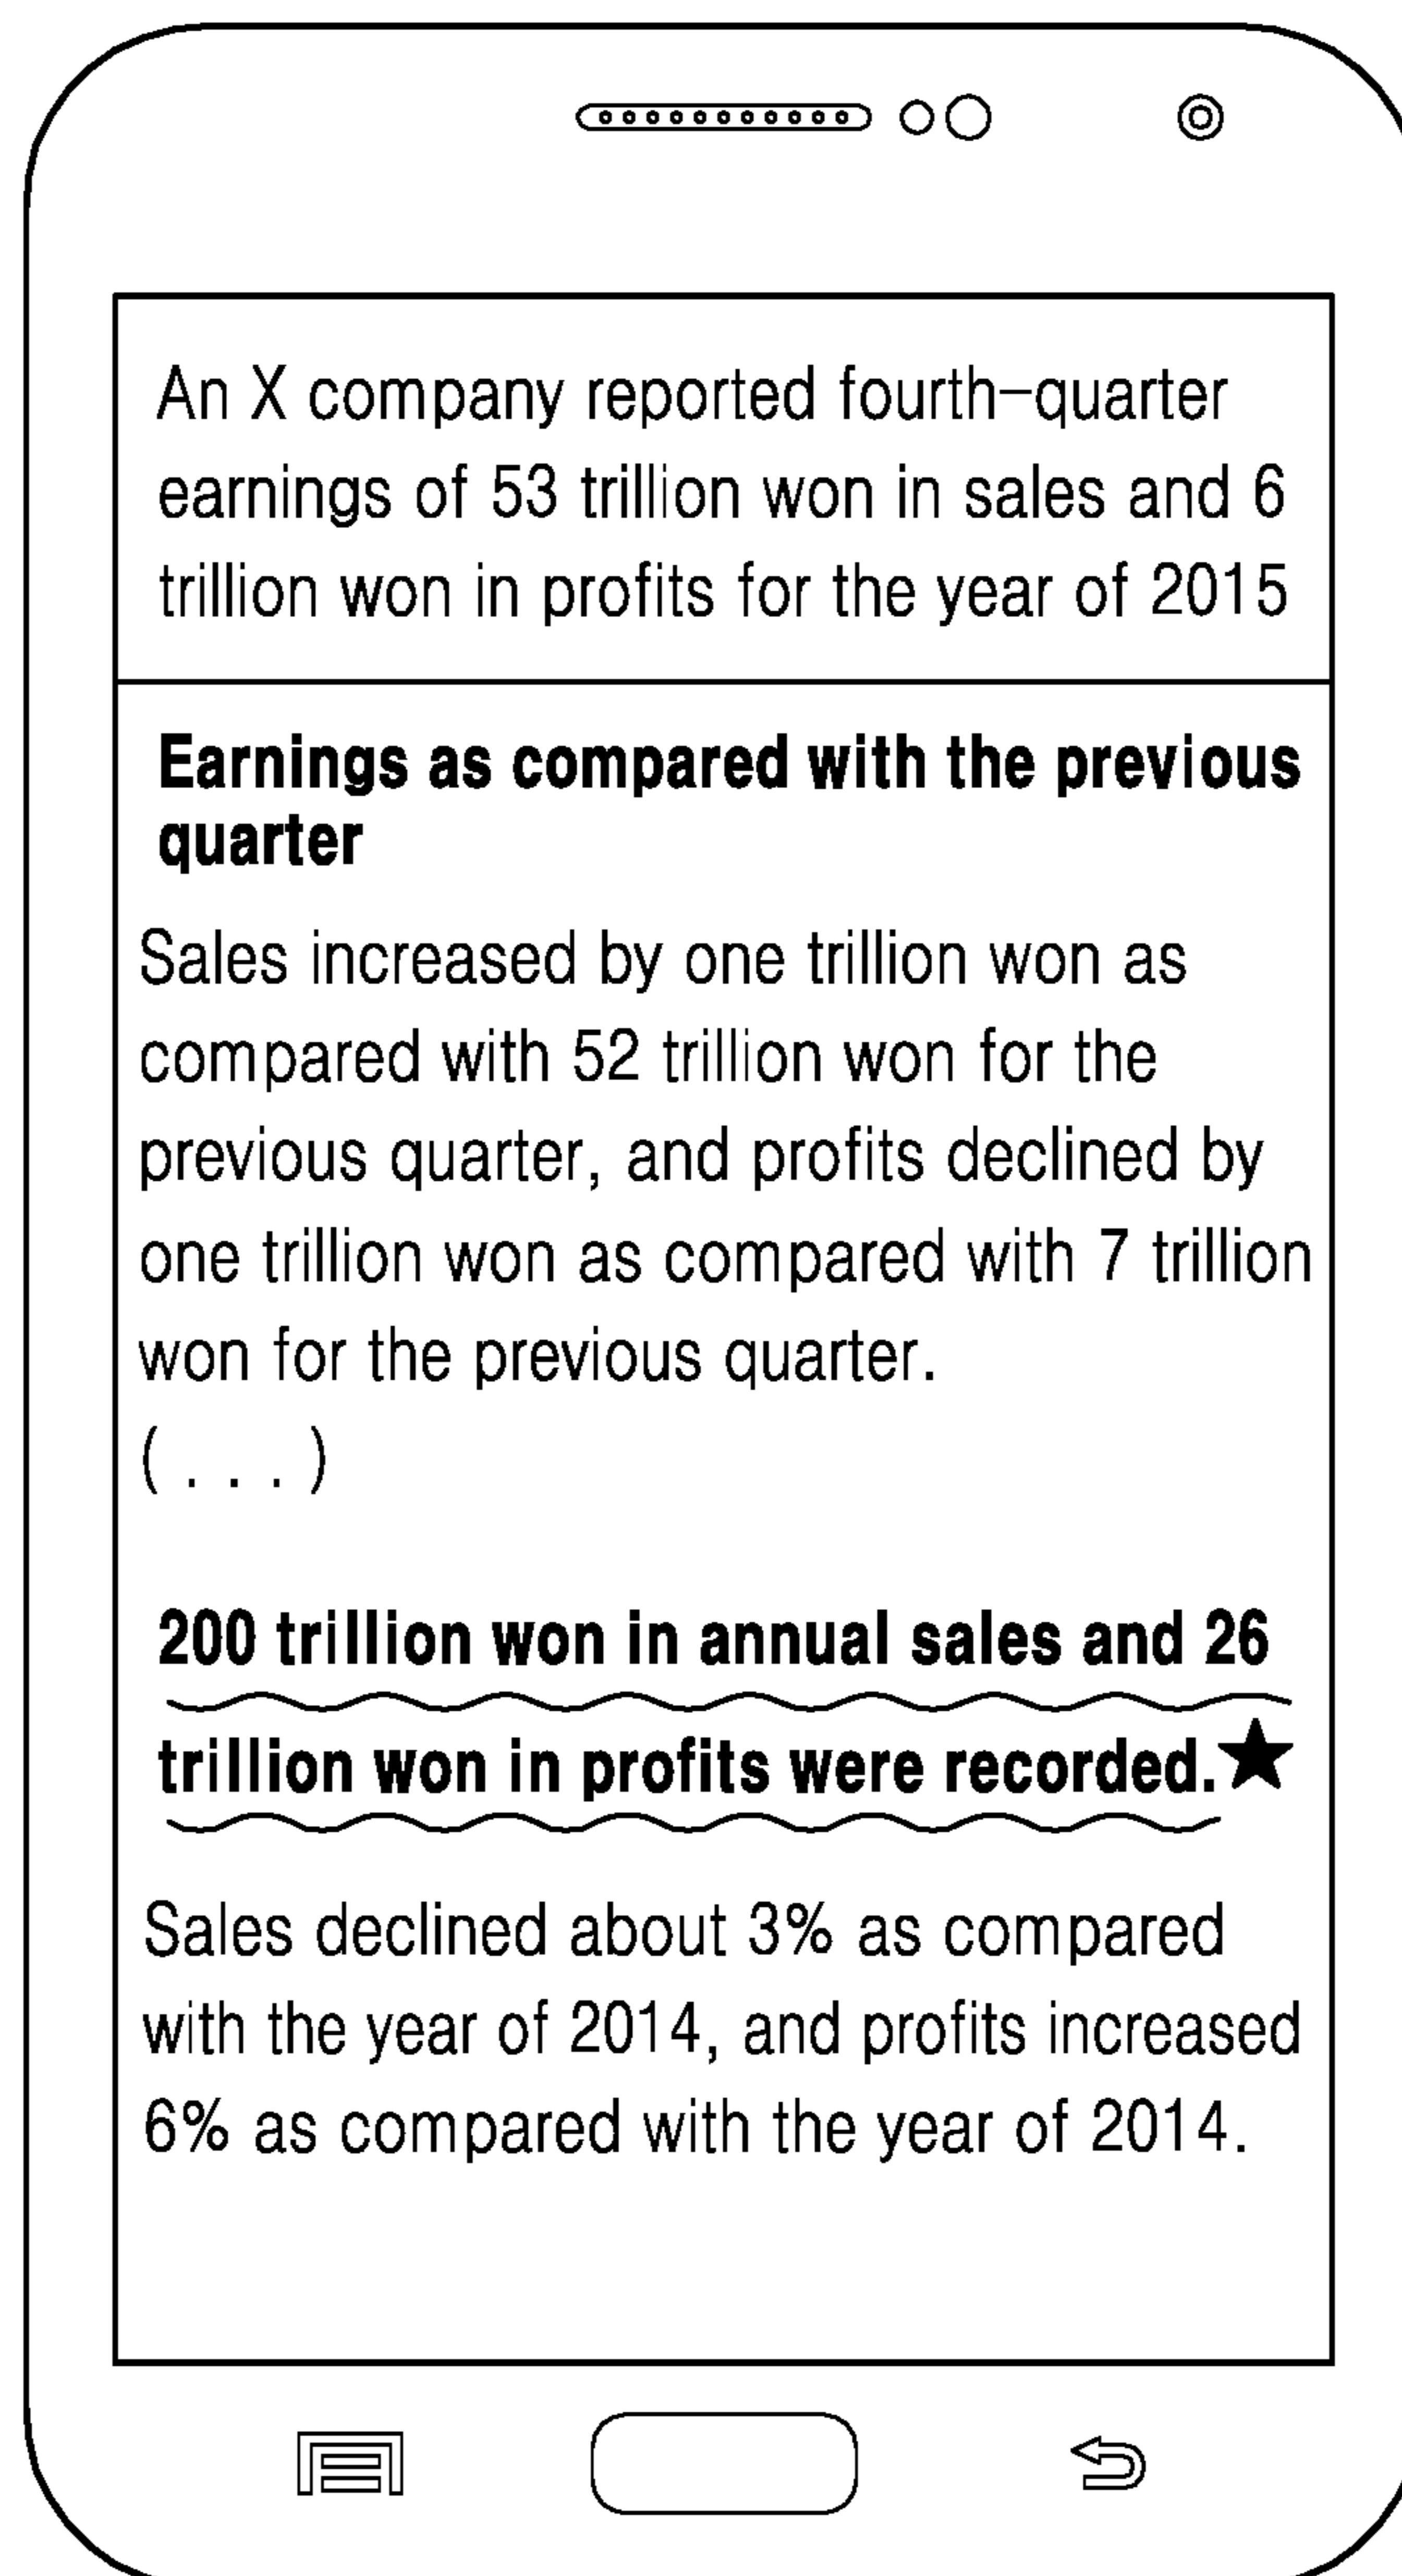 An X company reported fourth-quarter
earnings of 53 trillion won in sales and 6
trillion won in profits for the year of 2015
Earnings as compared with the previous
quarter
Sales increased by one trillion won as
compared with 52 trillion won for the
previous quarter, and profits declined by
one trillion won as compared with 7 trillion
won for the previous quarter.
(...)
200 trillion won in annual sales and 26
trillion won in profits were recorded.★
Sales declined about 3% as compared
with the year of 2014, and profits increased
6% as compared with the year of 2014.